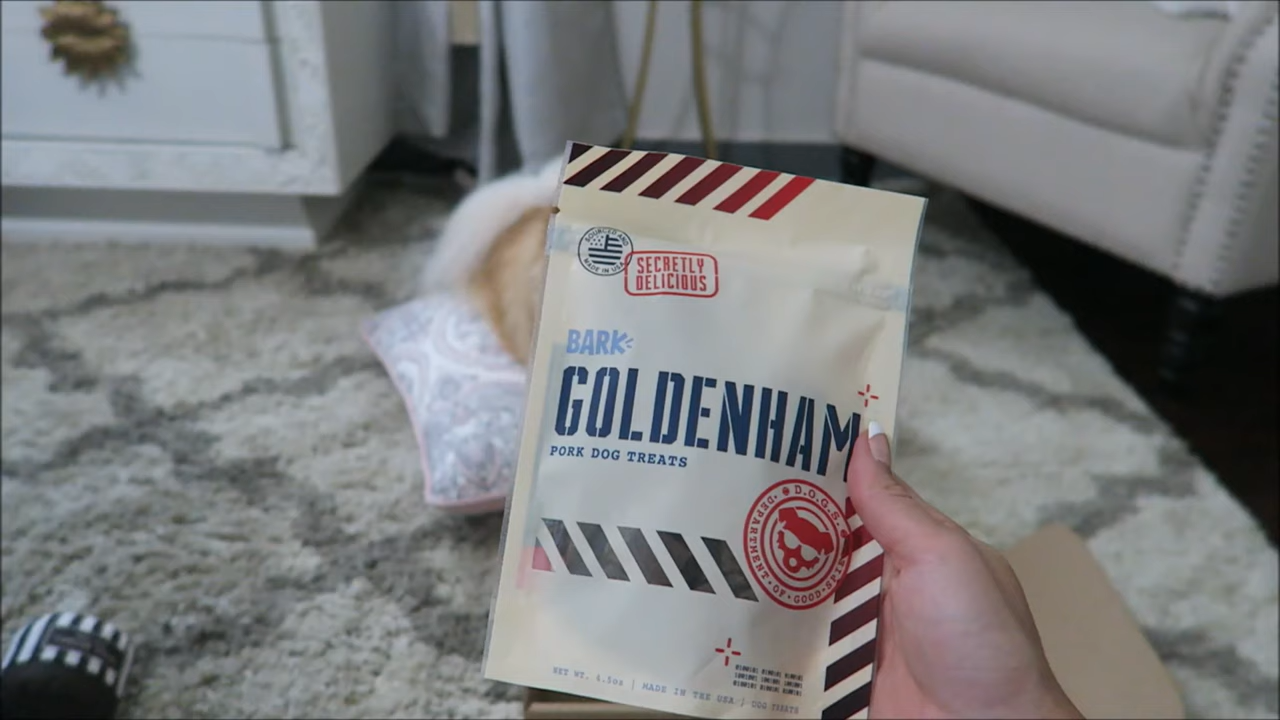 SOURCED AND
MADE IN USA
SECRETLY
DELICIOUS
BARK
GOLDENHAM
PORK DOG TREATS
D.O.G.S.
DEPARTMENT · OF · GOOD
NET WT. 4.5oz | MADE IN THE USA | DOG TREATS